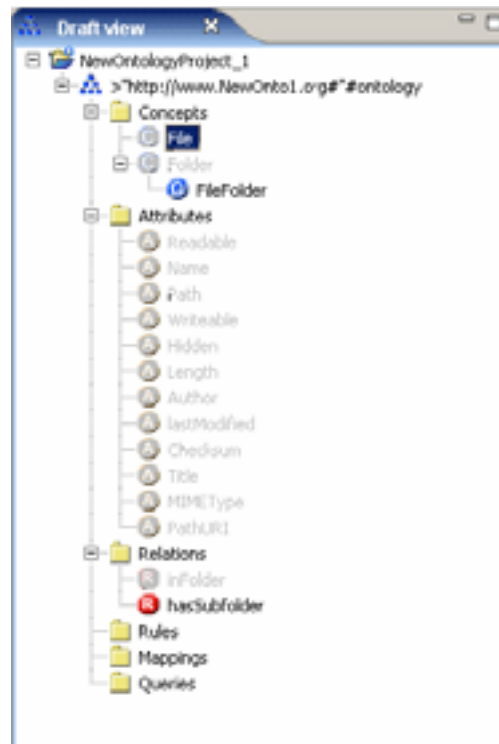 Draft view
NewOntologyProject_1
>"http://www.NewOnto1.org#"#ontology
Concepts
C File
C Folder
C FileFolder
Attributes
A Readable
A Name
A Path
A Writeable
A Hidden
A Length
A Author
A lastModified
A Checksum
A Title
A MIMEType
A PathURI
Relations
R inFolder
R hasSubfolder
Rules
Mappings
Queries